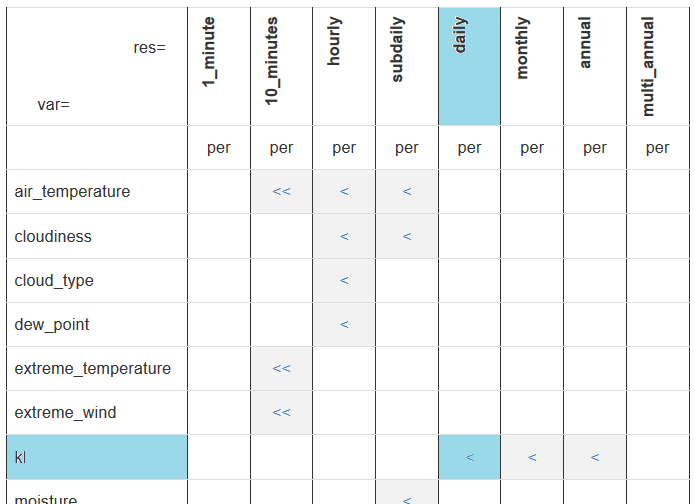 res= 1_minute 10_minutes hourly subdaily daily monthly annual multi_annual
var=
per per per per per per per per
air_temperature << < <
cloudiness < <
cloud_type <
dew_point <
extreme_temperature <<
extreme_wind <<
kl < < <
moisture <